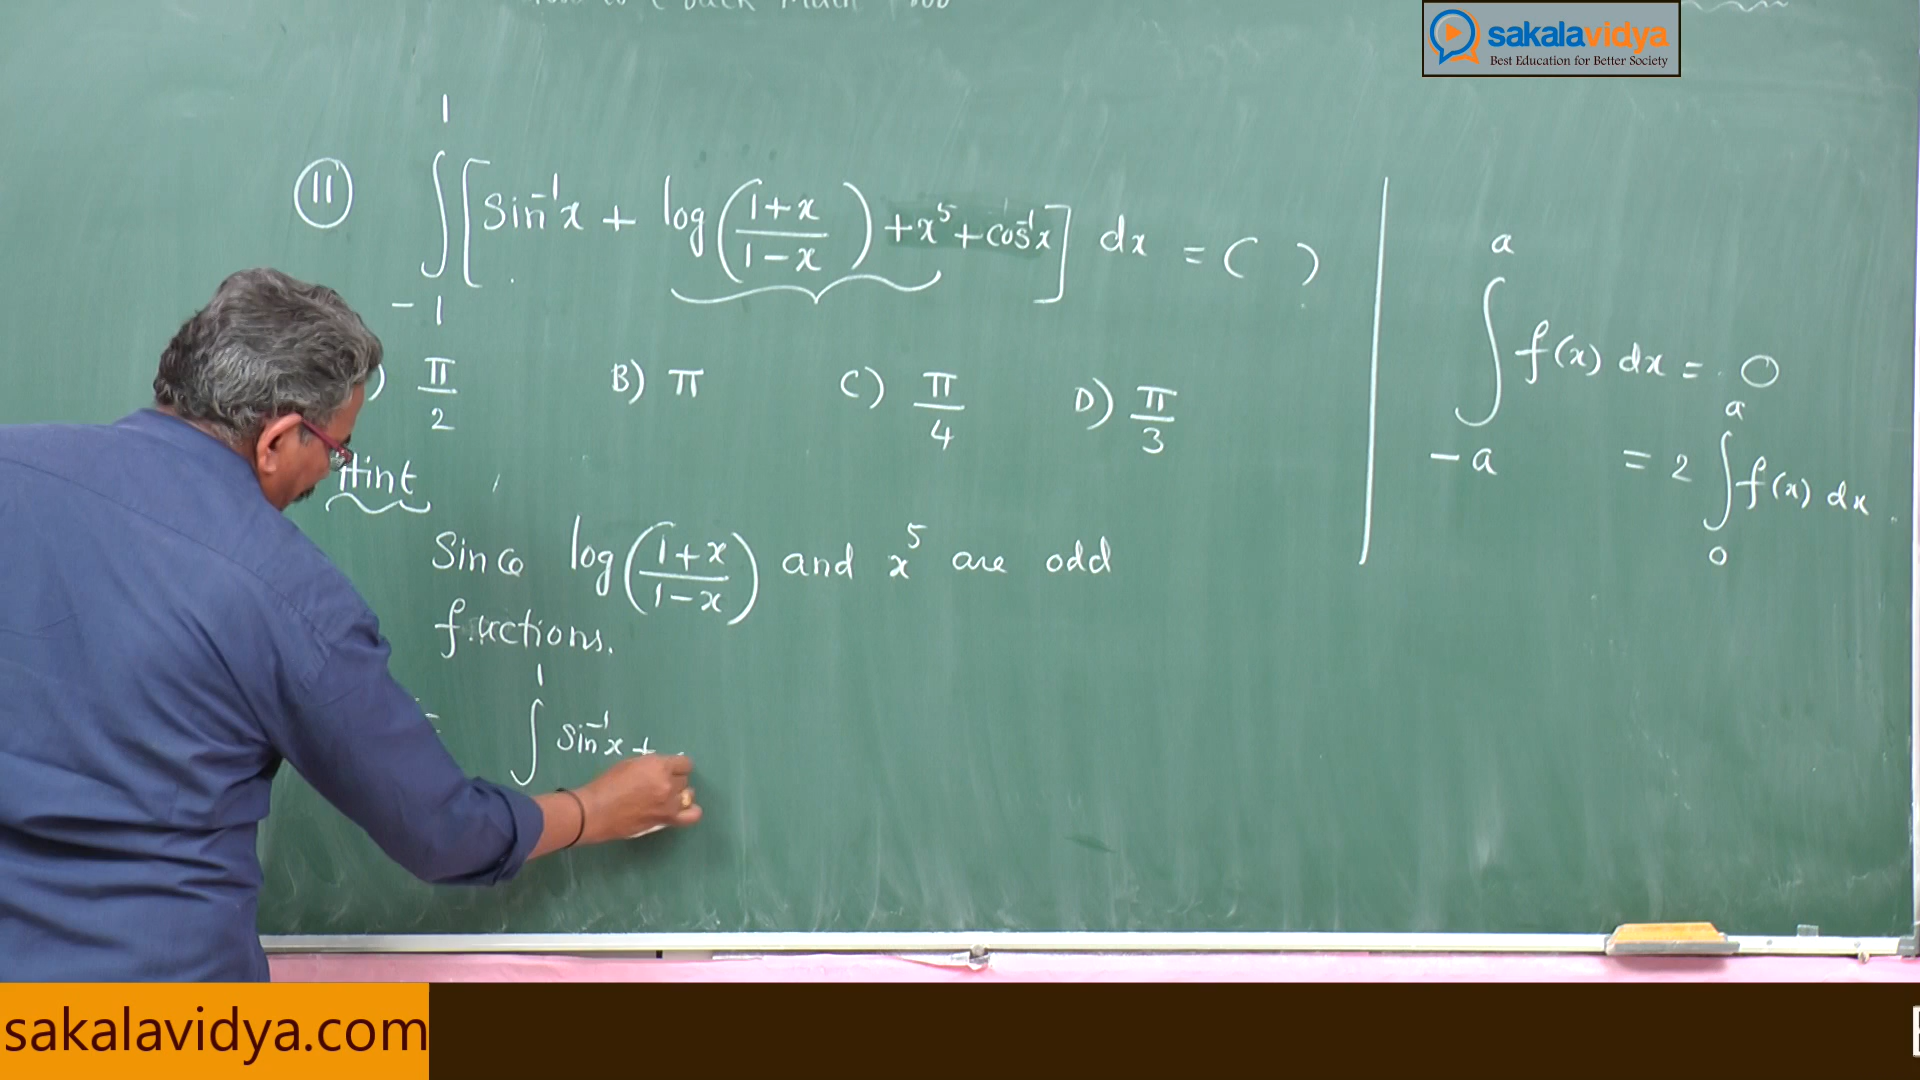 sakalavidya
Best Education for Better Society
11) ∫_{-1}^{1} [Sin⁻¹x + log((1+x)/(1-x)) + x⁵ + cos⁻¹x] dx = ( )
) π/2 B) π C) π/4 D) π/3
Hint
Since log((1+x)/(1-x)) and x⁵ are odd
fuctions.
= ∫^{1} Sin⁻¹x +
∫_{-a}^{a} f(x) dx = 0
= 2 ∫_{0}^{a} f(x) dx.
sakalavidya.com